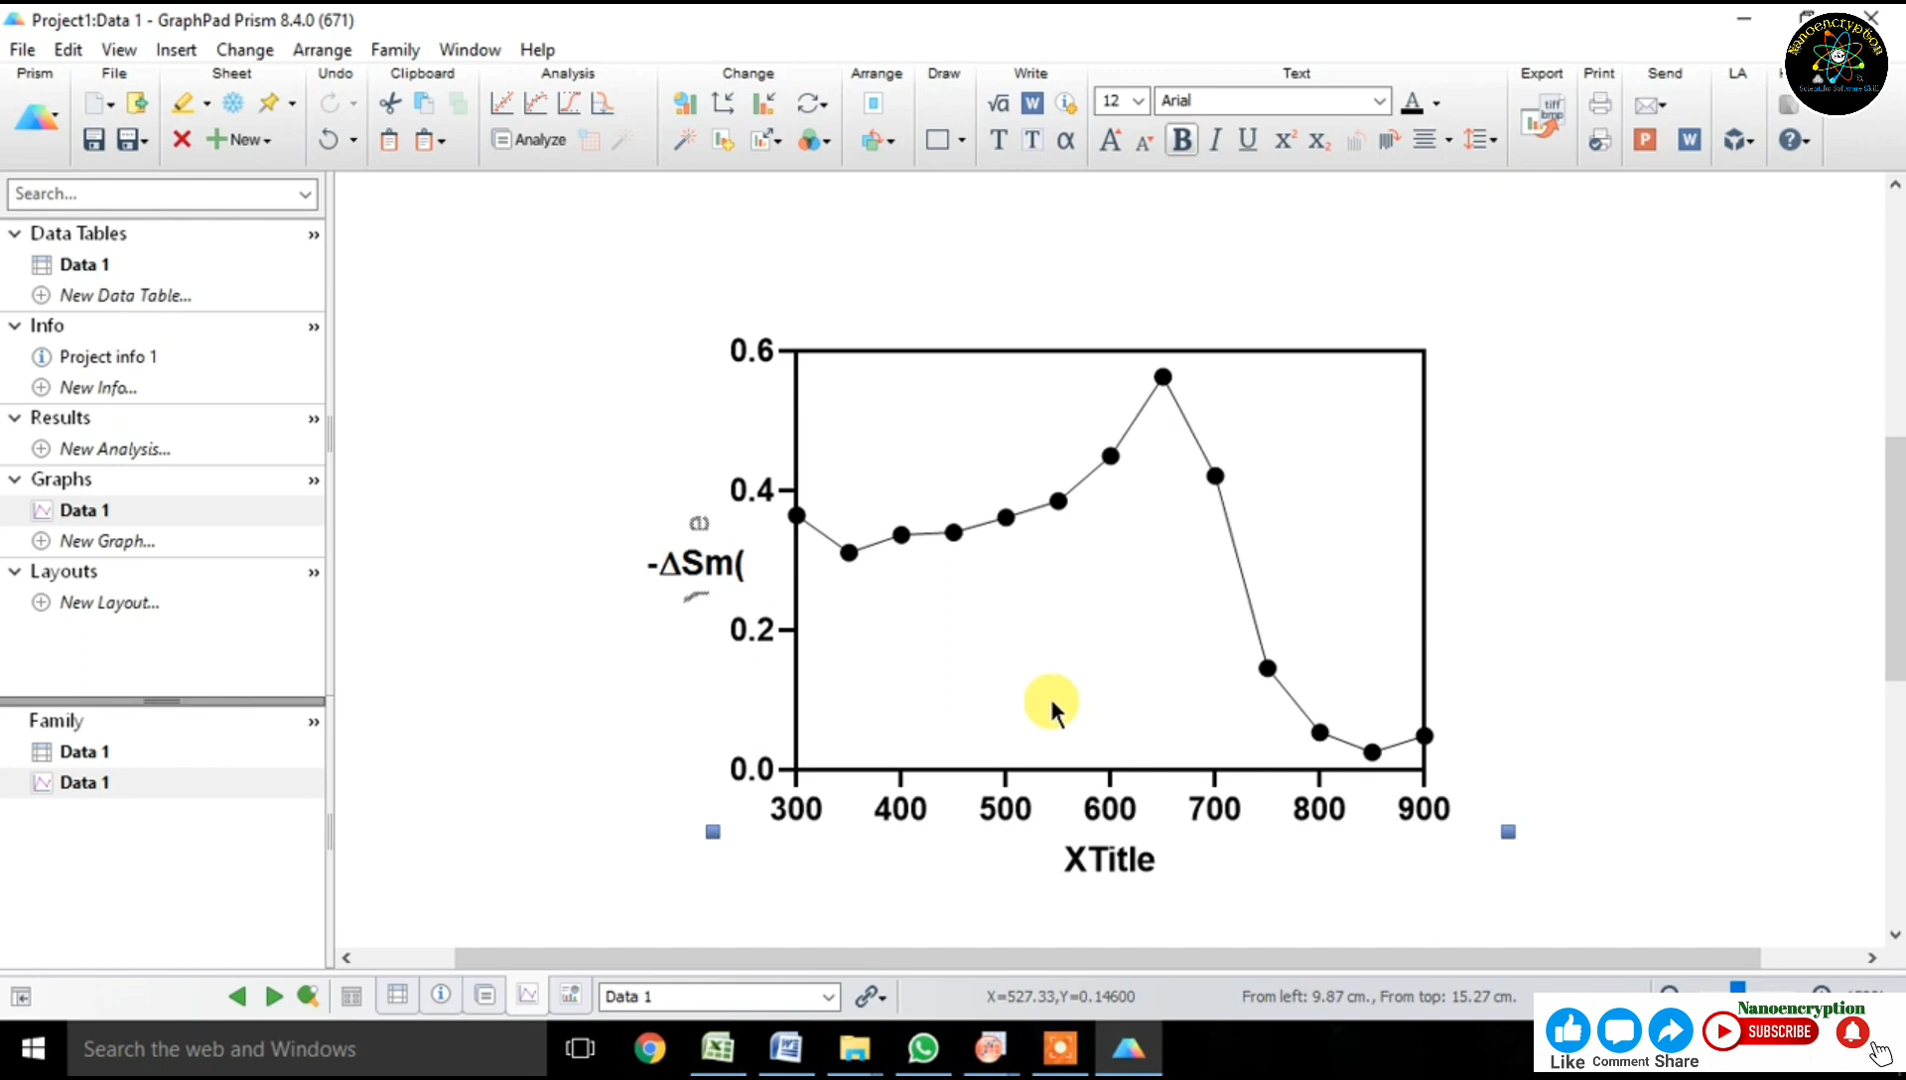 Project1:Data 1 - GraphPad Prism 8.4.0 (671)
File Edit View Insert Change Arrange Family Window Help
Prism File Sheet Undo Clipboard Analysis Change Arrange Draw Write Text Export Print Send LA
12 Arial
tiff
bmp
New
Analyze
Nanoencryption
Search...
Data Tables
Data 1
New Data Table...
Info
Project info 1
New Info...
Results
New Analysis...
Graphs
Data 1
New Graph...
Layouts
New Layout...
Family
Data 1
Data 1
0.6
0.4
-ΔSm(
0.2
0.0
300 400 500 600 700 800 900
XTitle
Data 1
X=527.33,Y=0.14600
From left: 9.87 cm., From top: 15.27 cm.
Nanoencryption
SUBSCRIBE
Like Comment Share
Search the web and Windows